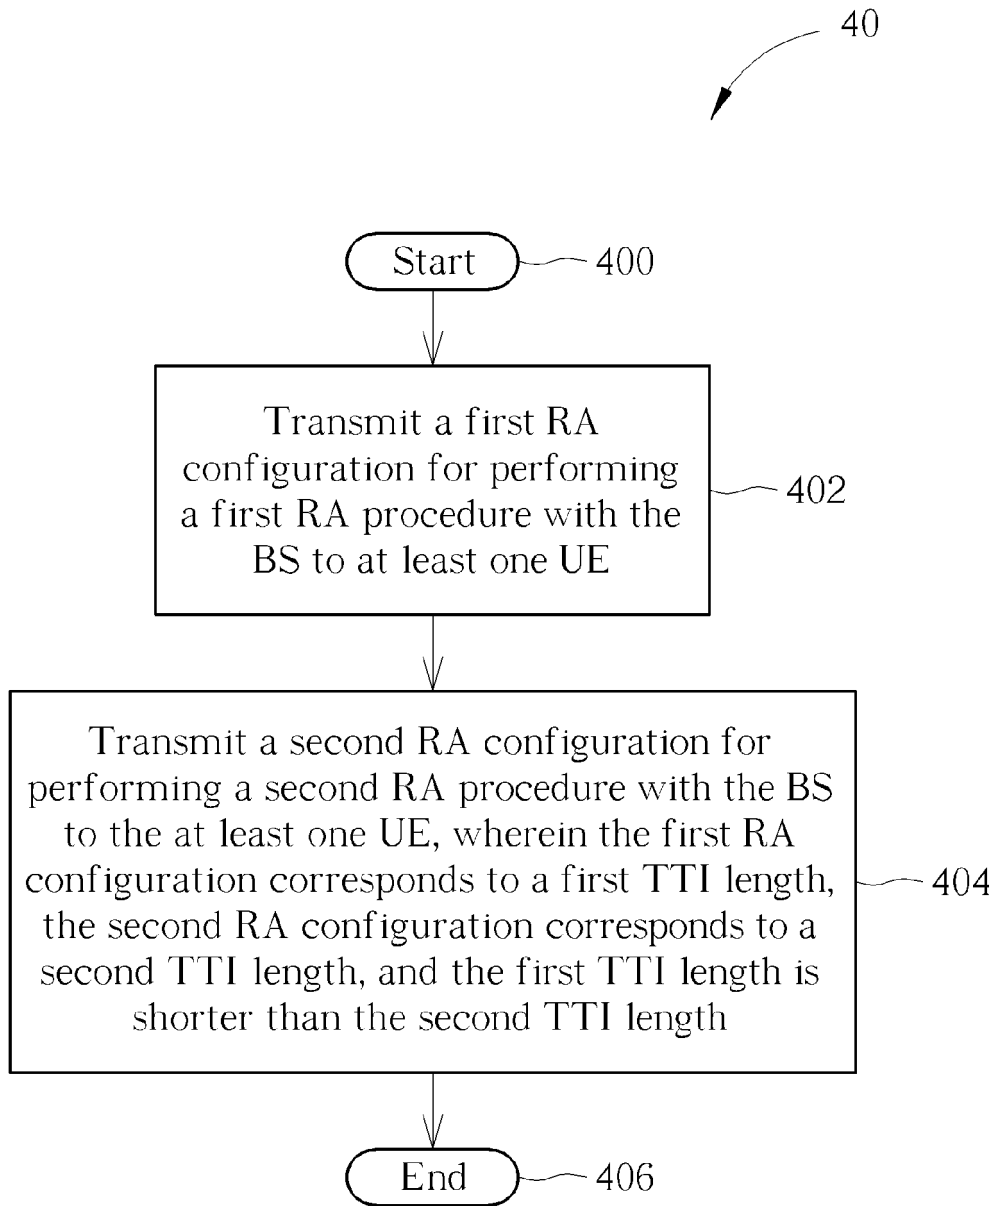 40
Start
400
Transmit a first RA
configuration for performing
a first RA procedure with the
BS to at least one UE
402
Transmit a second RA configuration for
performing a second RA procedure with the BS
to the at least one UE, wherein the first RA
configuration corresponds to a first TTI length,
the second RA configuration corresponds to a
second TTI length, and the first TTI length is
shorter than the second TTI length
404
End
406